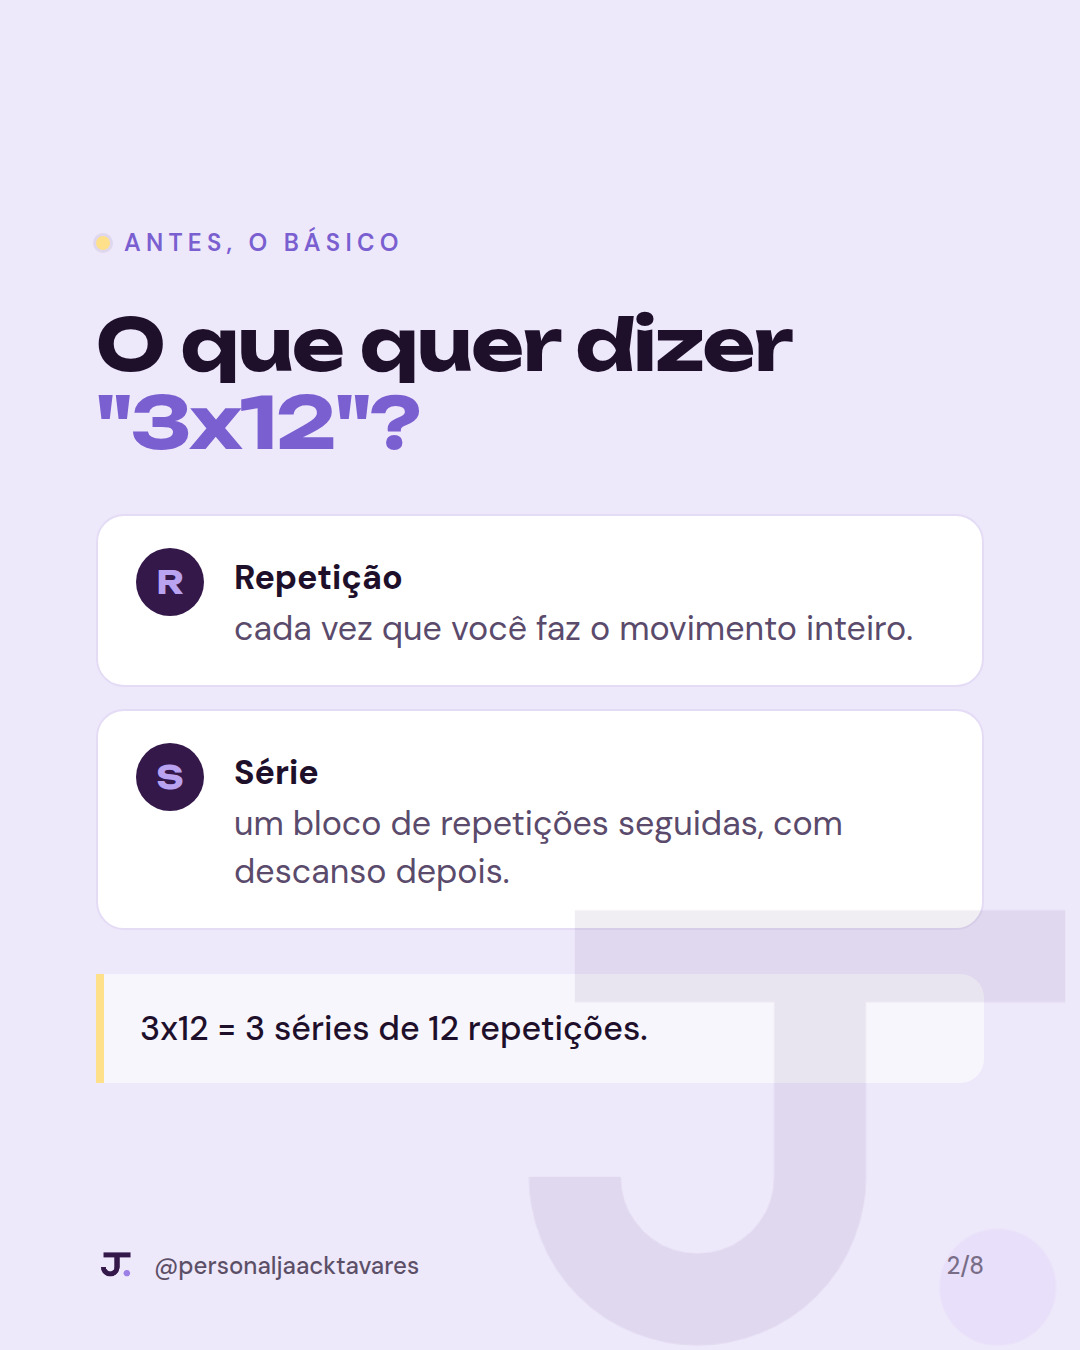 ANTES, O BÁSICO
O que quer dizer
"3x12"?
R
Repetição
cada vez que você faz o movimento inteiro.
S
Série
um bloco de repetições seguidas, com
descanso depois.
3x12 = 3 séries de 12 repetições.
JT.
@personaljaacktavares
2/8